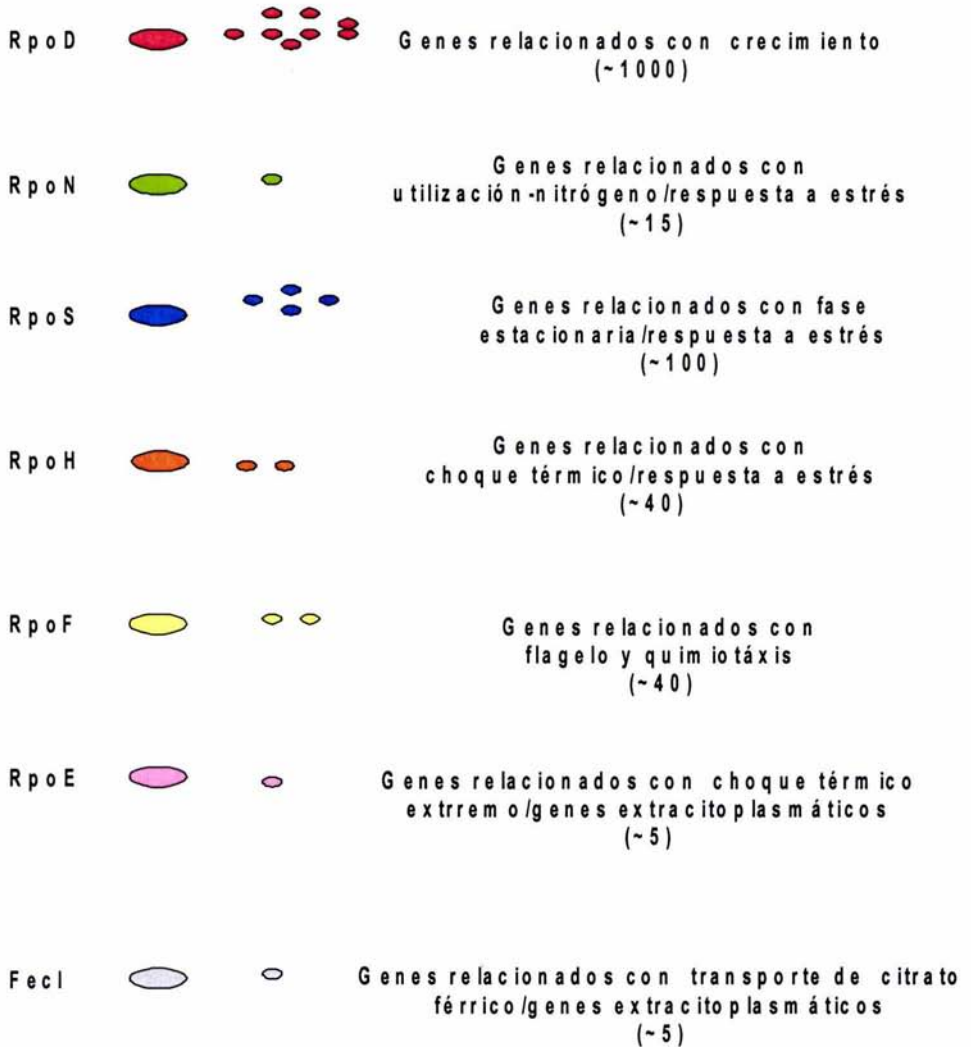 RpoD
Genes relacionados con crecimiento
(~1000)
RpoN
Genes relacionados con
utilización-nitrógeno/respuesta a estrés
(~15)
RpoS
Genes relacionados con fase
estacionaria/respuesta a estrés
(~100)
RpoH
Genes relacionados con
choque térmico/respuesta a estrés
(~40)
RpoF
Genes relacionados con
flagelo y quimiotáxis
(~40)
RpoE
Genes relacionados con choque térmico
extrremo/genes extracitoplasmáticos
(~5)
FecI
Genes relacionados con transporte de citrato
férrico/genes extracitoplasmáticos
(~5)